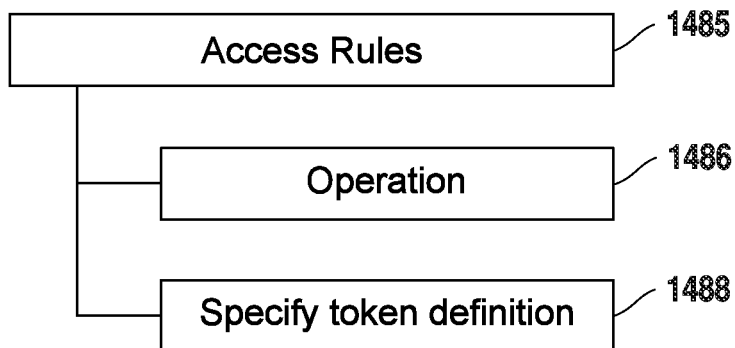 Access Rules
1485
Operation
1486
Specify token definition
1488